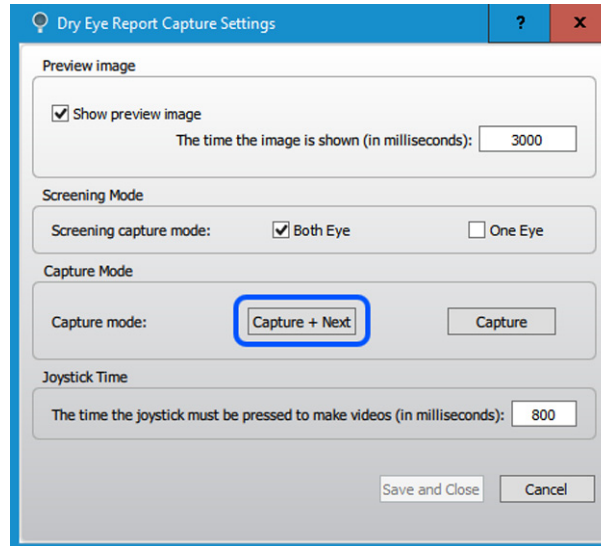 Dry Eye Report Capture Settings ? x
Preview image
Show preview image
The time the image is shown (in milliseconds): 3000
Screening Mode
Screening capture mode: Both Eye One Eye
Capture Mode
Capture mode: Capture + Next Capture
Joystick Time
The time the joystick must be pressed to make videos (in milliseconds): 800
Save and Close Cancel